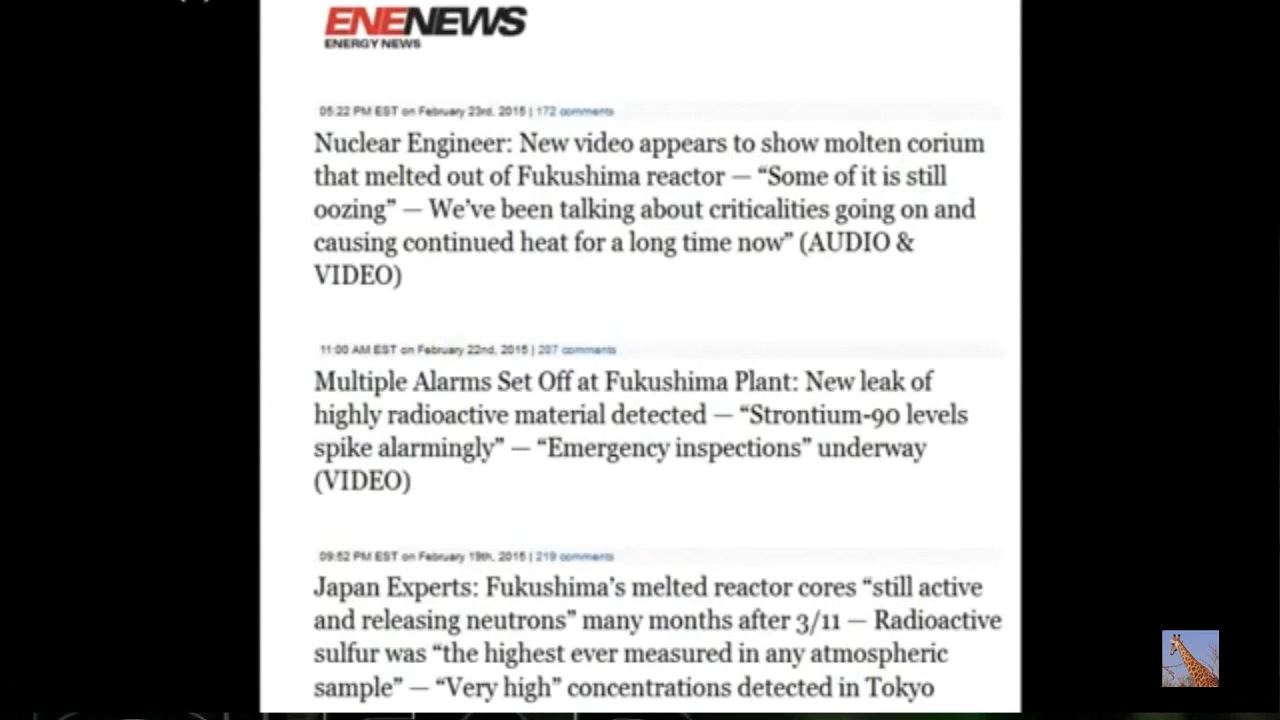 ENENEWS
ENERGY NEWS
05:22 PM EST on February 23rd, 2015 | 172 comments
Nuclear Engineer: New video appears to show molten corium
that melted out of Fukushima reactor — “Some of it is still
oozing” — We’ve been talking about criticalities going on and
causing continued heat for a long time now” (AUDIO &
VIDEO)
11:00 AM EST on February 22nd, 2015 | 207 comments
Multiple Alarms Set Off at Fukushima Plant: New leak of
highly radioactive material detected — “Strontium-90 levels
spike alarmingly” — “Emergency inspections” underway
(VIDEO)
09:52 PM EST on February 19th, 2015 | 219 comments
Japan Experts: Fukushima’s melted reactor cores “still active
and releasing neutrons” many months after 3/11 — Radioactive
sulfur was “the highest ever measured in any atmospheric
sample” — “Very high” concentrations detected in Tokyo